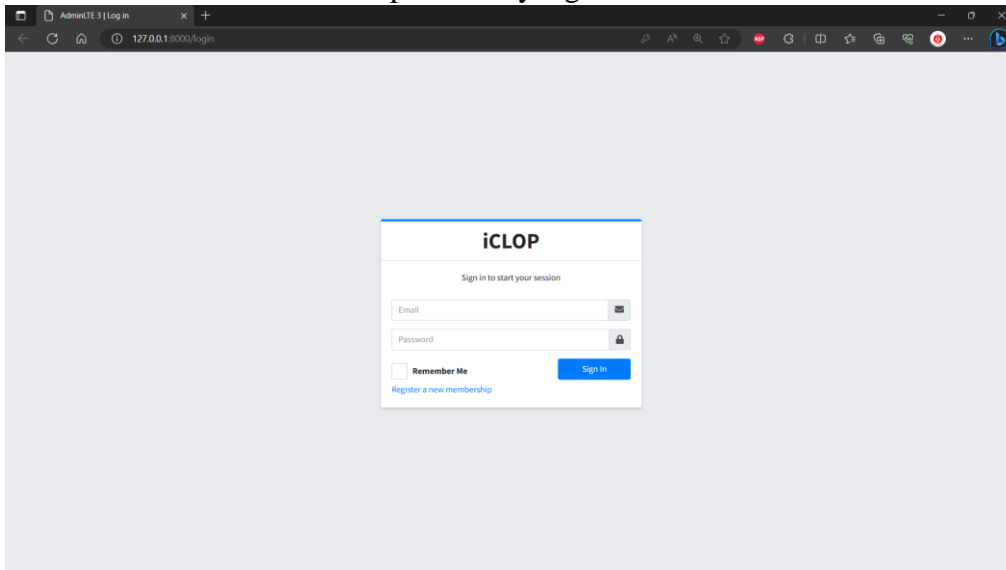 AdminLTE 3 | Log in
127.0.0.1:8000/login
ABP
iCLOP
Sign in to start your session
Email
Password
Remember Me
Sign In
Register a new membership